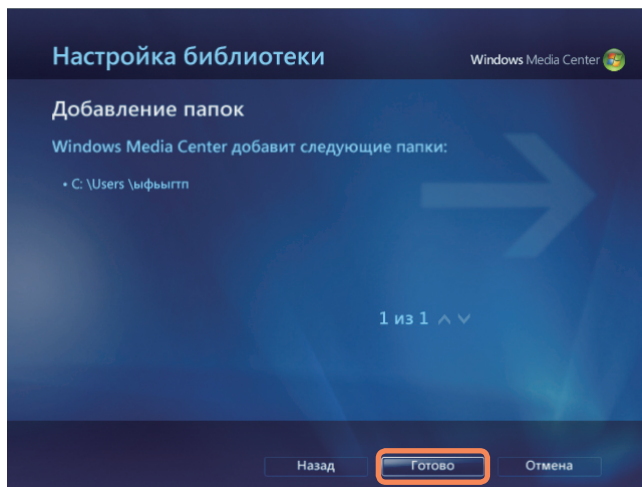 Настройка библиотеки
Windows Media Center
Добавление папок
Windows Media Center добавит следующие папки:
• C: \Users \ыфьыгтп
1 из 1
Назад Готово Отмена